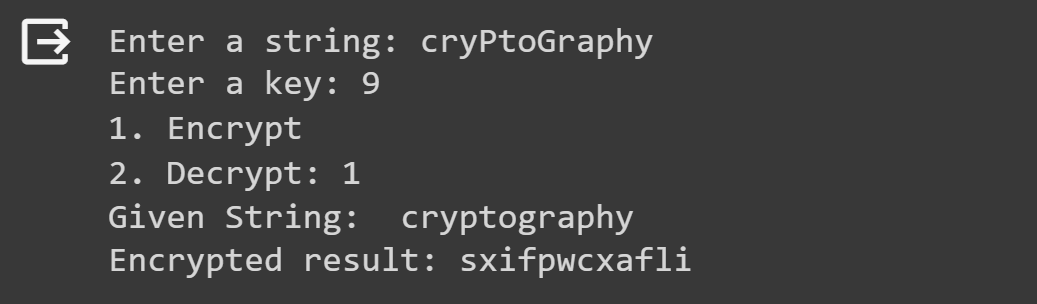 Enter a string: cryPtoGraphy
Enter a key: 9
1. Encrypt
2. Decrypt: 1
Given String:  cryptography
Encrypted result: sxifpwcxafli